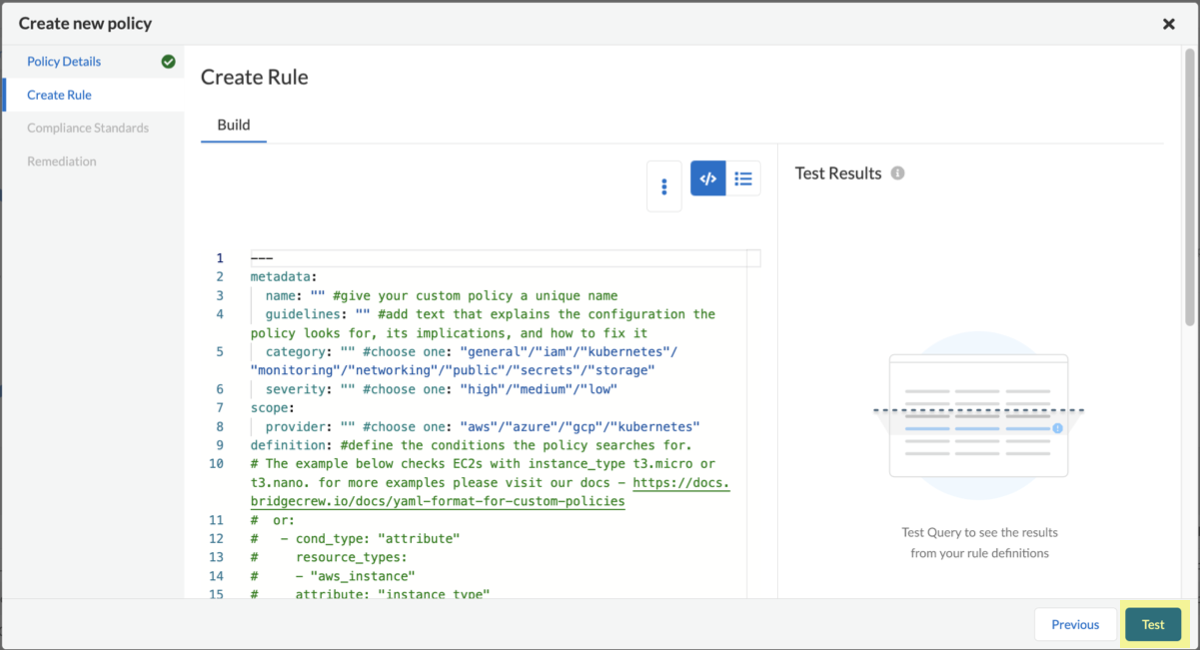 Create new policy
Policy Details
Create Rule
Compliance Standards
Remediation
Create Rule
Build
Test Results
1 ---
2 metadata:
3 name: "" #give your custom policy a unique name
4 guidelines: "" #add text that explains the configuration the
policy looks for, its implications, and how to fix it
5 category: "" #choose one: "general"/"iam"/"kubernetes"/
"monitoring"/"networking"/"public"/"secrets"/"storage"
6 severity: "" #choose one: "high"/"medium"/"low"
7 scope:
8 provider: "" #choose one: "aws"/"azure"/"gcp"/"kubernetes"
9 definition: #define the conditions the policy searches for.
10 # The example below checks EC2s with instance_type t3.micro or
t3.nano. for more examples please visit our docs - https://docs.
bridgecrew.io/docs/yaml-format-for-custom-policies
11 # or:
12 # - cond_type: "attribute"
13 # resource_types:
14 # - "aws_instance"
15 # attribute: "instance_type"
Test Query to see the results
from your rule definitions
Previous
Test